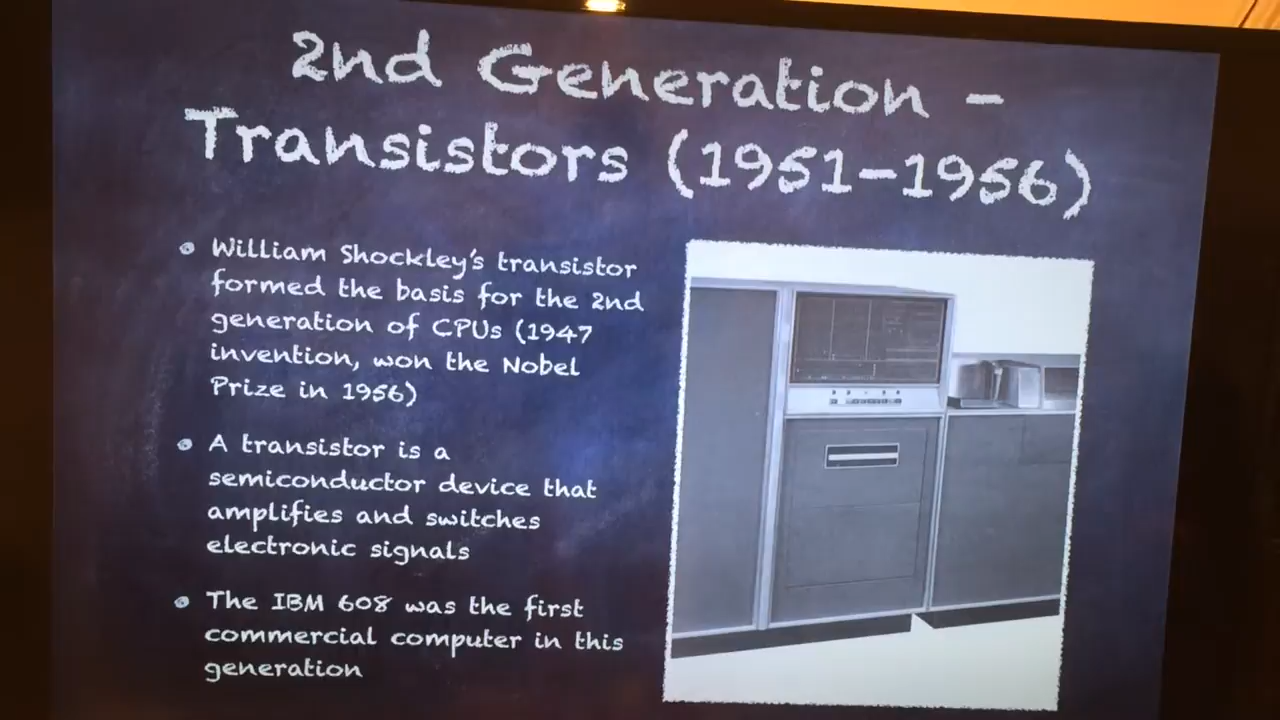 2nd Generation -
Transistors (1951-1956)
William Shockley's transistor
formed the basis for the 2nd
generation of CPUs (1947
invention, won the Nobel
Prize in 1956)
A transistor is a
semiconductor device that
amplifies and switches
electronic signals
The IBM 608 was the first
commercial computer in this
generation